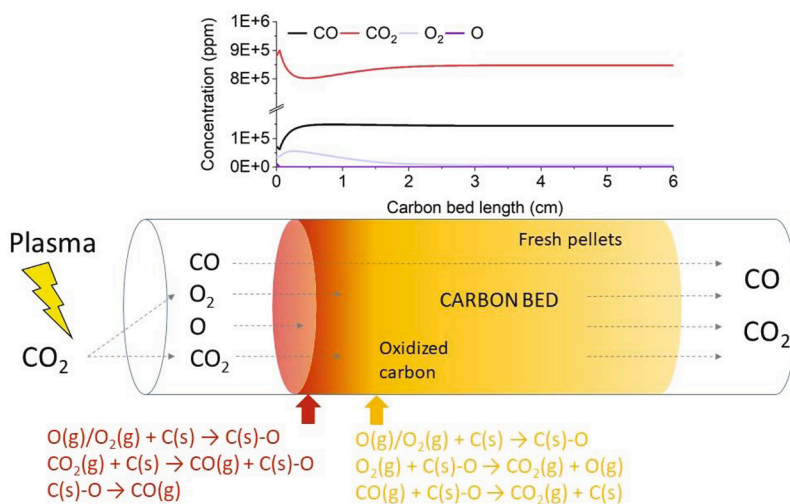 CO CO₂ O₂ O
Concentration (ppm)
1E+6
9E+5
8E+5
1E+5
0E+0
0 1 2 3 4 5 6
Carbon bed length (cm)
Plasma
CO₂
CO
O₂
O
CO₂
Fresh pellets
CARBON BED
Oxidized
carbon
CO
CO₂
O(g)/O₂(g) + C(s) → C(s)-O
CO₂(g) + C(s) → CO(g) + C(s)-O
C(s)-O → CO(g)
O(g)/O₂(g) + C(s) → C(s)-O
O₂(g) + C(s)-O → CO₂(g) + O(g)
CO(g) + C(s)-O → CO₂(g) + C(s)